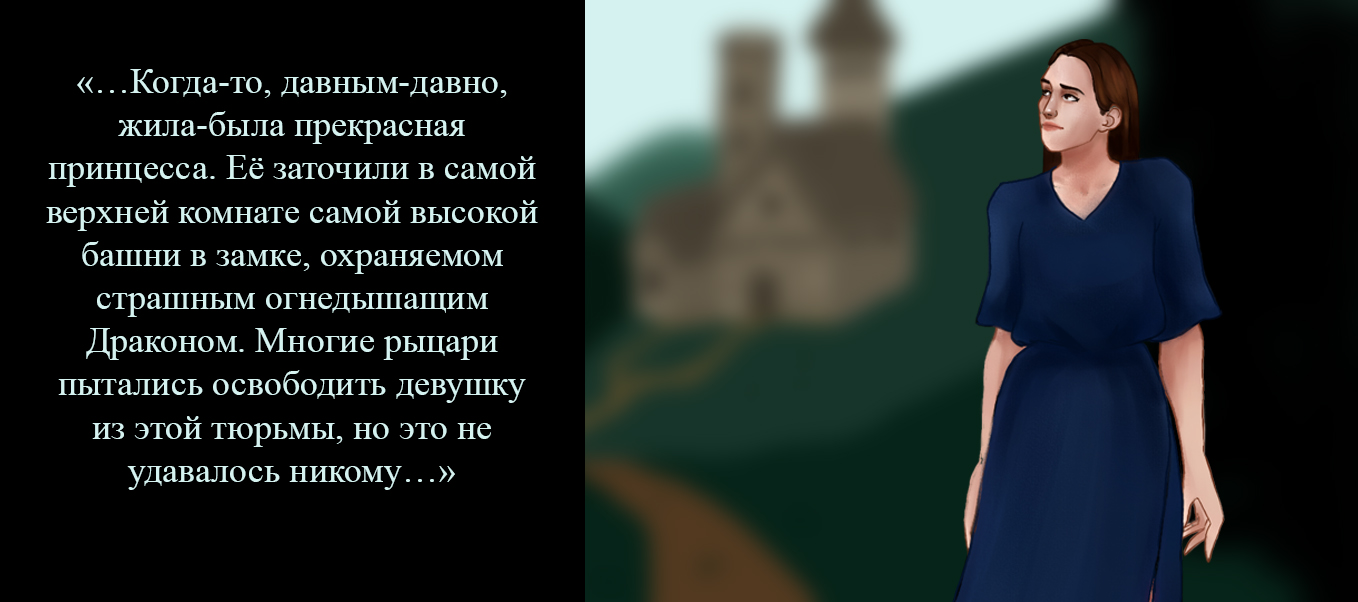 «…Когда-то, давным-давно,
жила-была прекрасная
принцесса. Её заточили в самой
верхней комнате самой высокой
башни в замке, охраняемом
страшным огнедышащим
Драконом. Многие рыцари
пытались освободить девушку
из этой тюрьмы, но это не
удавалось никому…»